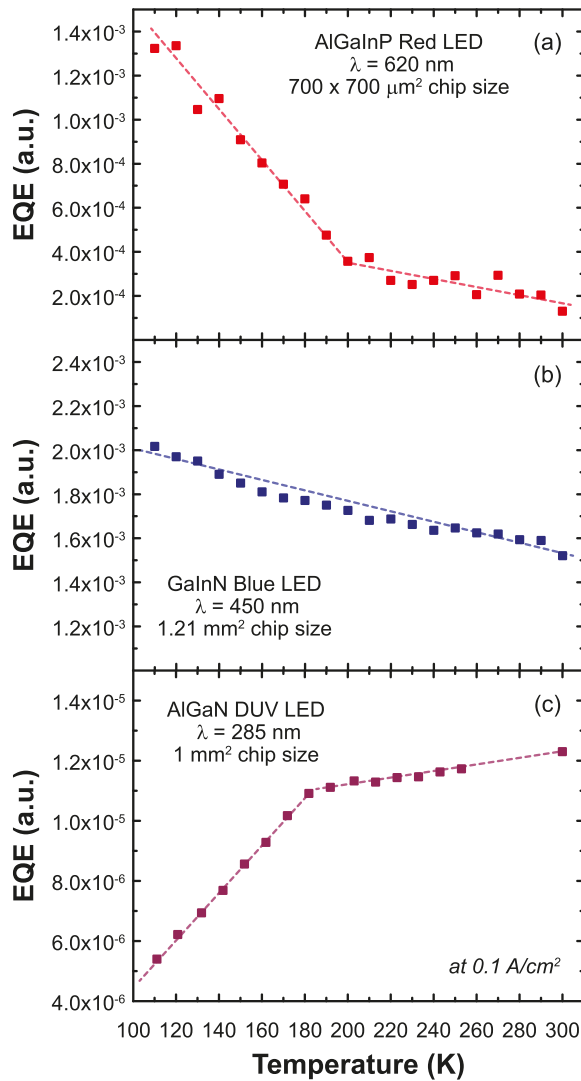 EQE (a.u.)
1.4x10⁻³
1.2x10⁻³
1.0x10⁻³
8.0x10⁻⁴
6.0x10⁻⁴
4.0x10⁻⁴
2.0x10⁻⁴
AlGaInP Red LED
λ = 620 nm
700 x 700 μm² chip size
(a)
EQE (a.u.)
2.4x10⁻³
2.2x10⁻³
2.0x10⁻³
1.8x10⁻³
1.6x10⁻³
1.4x10⁻³
1.2x10⁻³
(b)
GaInN Blue LED
λ = 450 nm
1.21 mm² chip size
EQE (a.u.)
1.4x10⁻⁵
1.2x10⁻⁵
1.0x10⁻⁵
8.0x10⁻⁶
6.0x10⁻⁶
4.0x10⁻⁶
AlGaN DUV LED
λ = 285 nm
1 mm² chip size
(c)
at 0.1 A/cm²
100 120 140 160 180 200 220 240 260 280 300
Temperature (K)